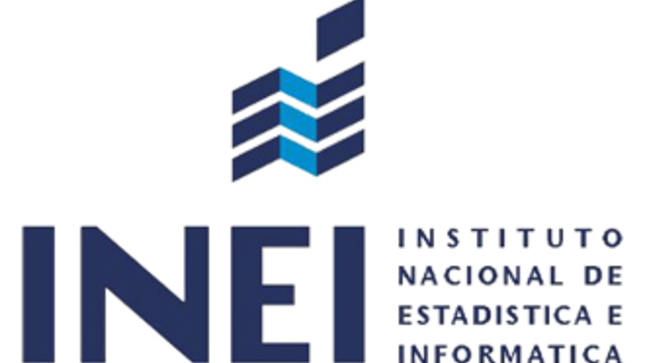 INEI
INSTITUTO
NACIONAL DE
ESTADISTICA E
INFORMATICA